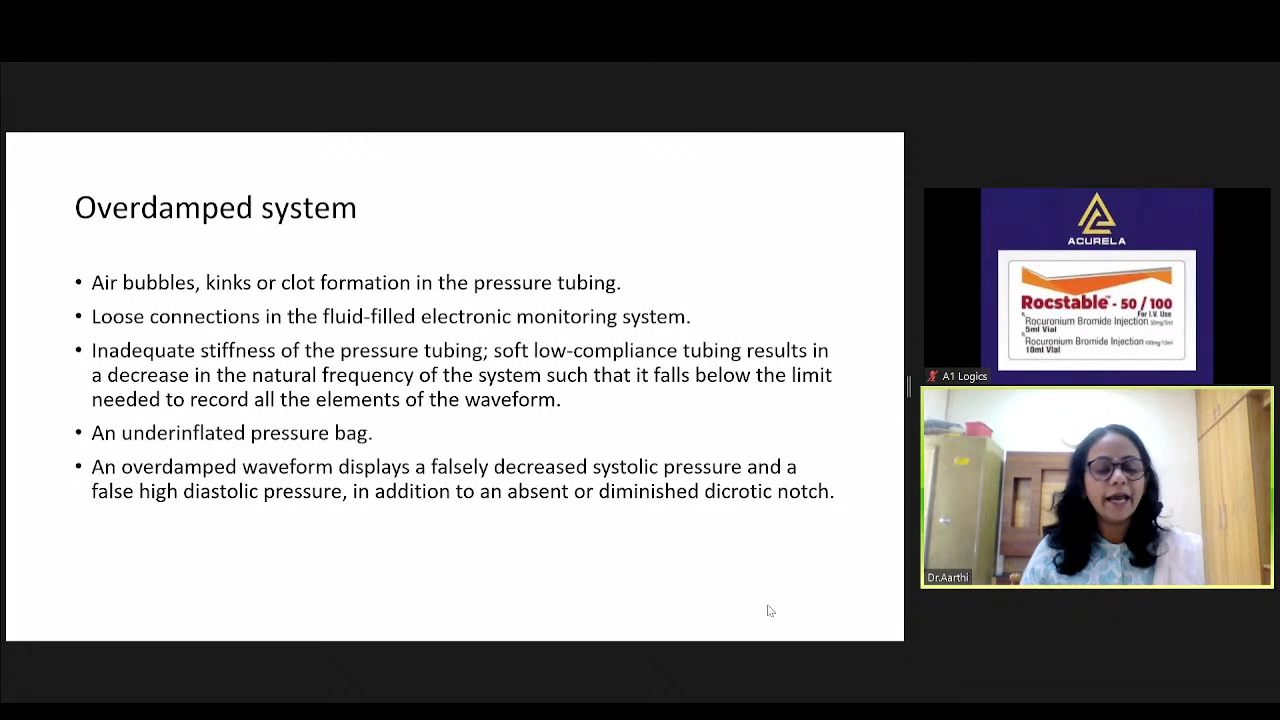 Overdamped system
• Air bubbles, kinks or clot formation in the pressure tubing.
• Loose connections in the fluid-filled electronic monitoring system.
• Inadequate stiffness of the pressure tubing; soft low-compliance tubing results in
a decrease in the natural frequency of the system such that it falls below the limit
needed to record all the elements of the waveform.
• An underinflated pressure bag.
• An overdamped waveform displays a falsely decreased systolic pressure and a
false high diastolic pressure, in addition to an absent or diminished dicrotic notch.
ACURELA
Rocstable™ - 50 / 100
For I.V. Use
Rocuronium Bromide Injection 50mg/5ml
5ml Vial
Rocuronium Bromide Injection 100mg/10ml
10ml Vial
A1 Logics
Dr.Aarthi